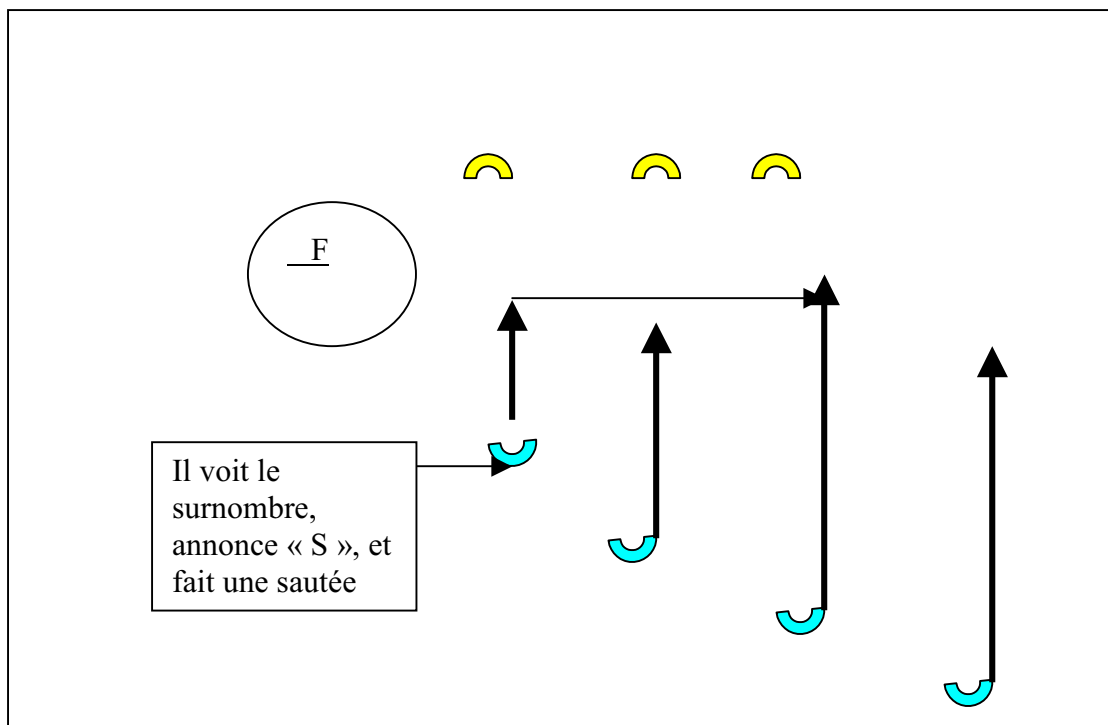 F
Il voit le
surnombre,
annonce « S », et
fait une sautée